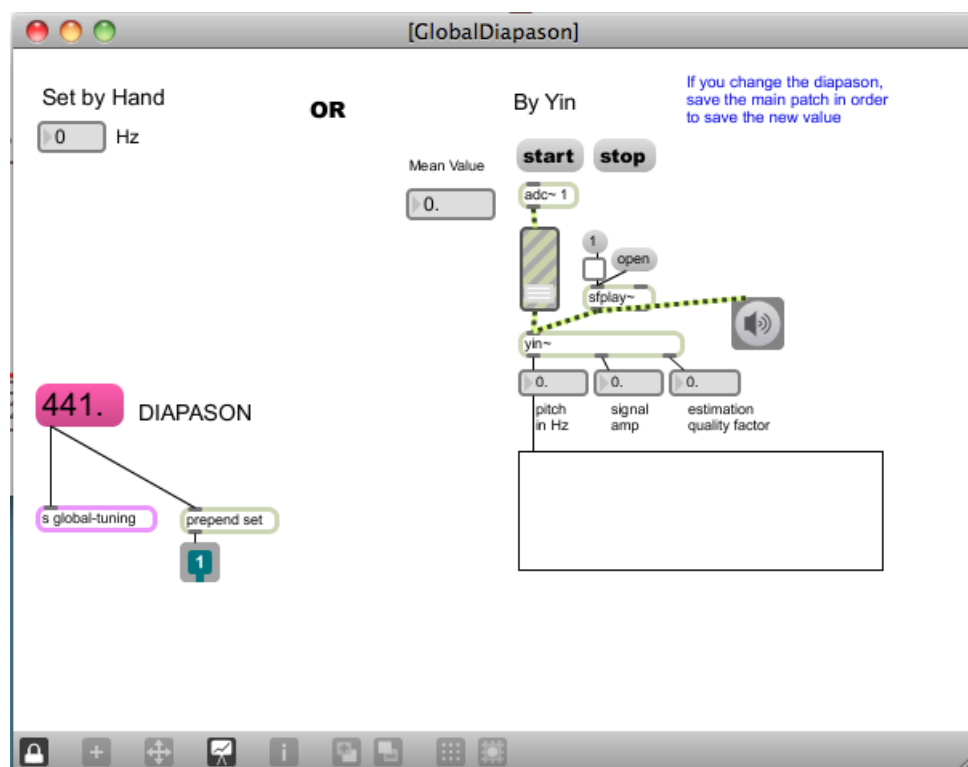 [GlobalDiapason]
Set by Hand
0
Hz
OR
By Yin
If you change the diapason,
save the main patch in order
to save the new value
Mean Value
0.
start
stop
adc~ 1
1
open
sfplay~
yin~
0.
0.
0.
pitch
in Hz
signal
amp
estimation
quality factor
441.
DIAPASON
s global-tuning
prepend set
1